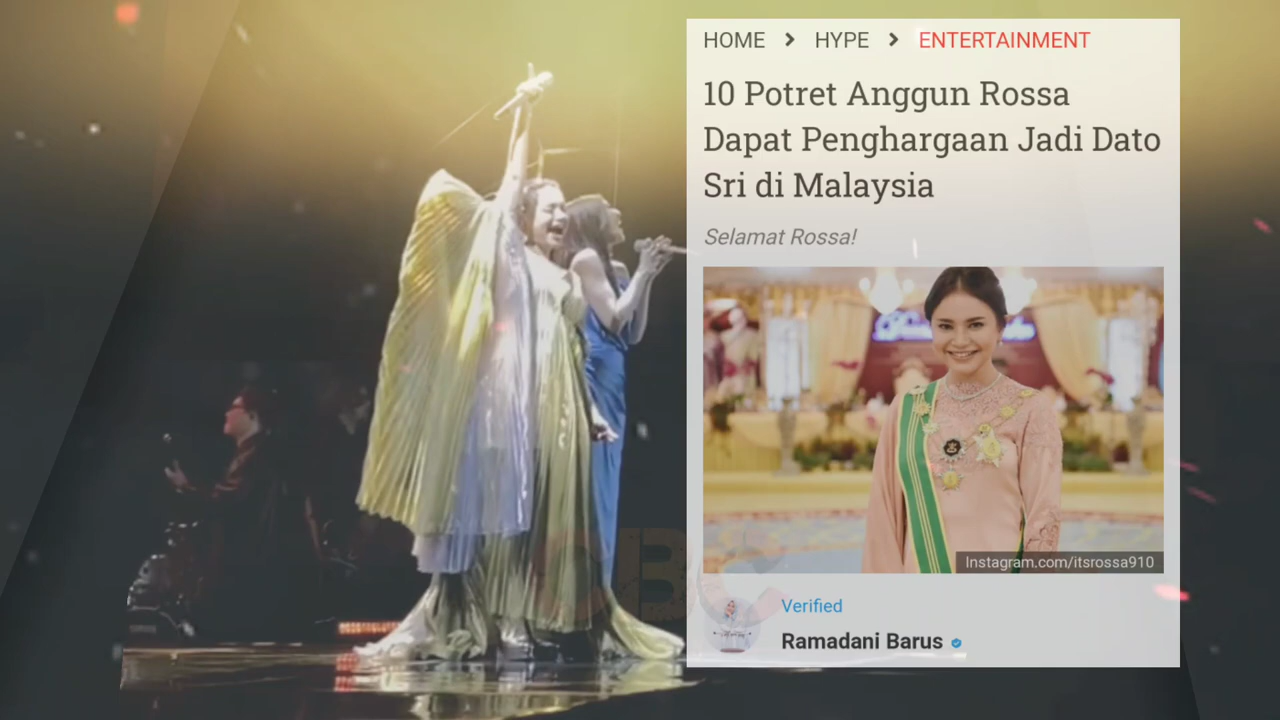 HOME > HYPE > ENTERTAINMENT
10 Potret Anggun Rossa
Dapat Penghargaan Jadi Dato
Sri di Malaysia
Selamat Rossa!
Instagram.com/itsrossa910
Verified
Ramadani Barus